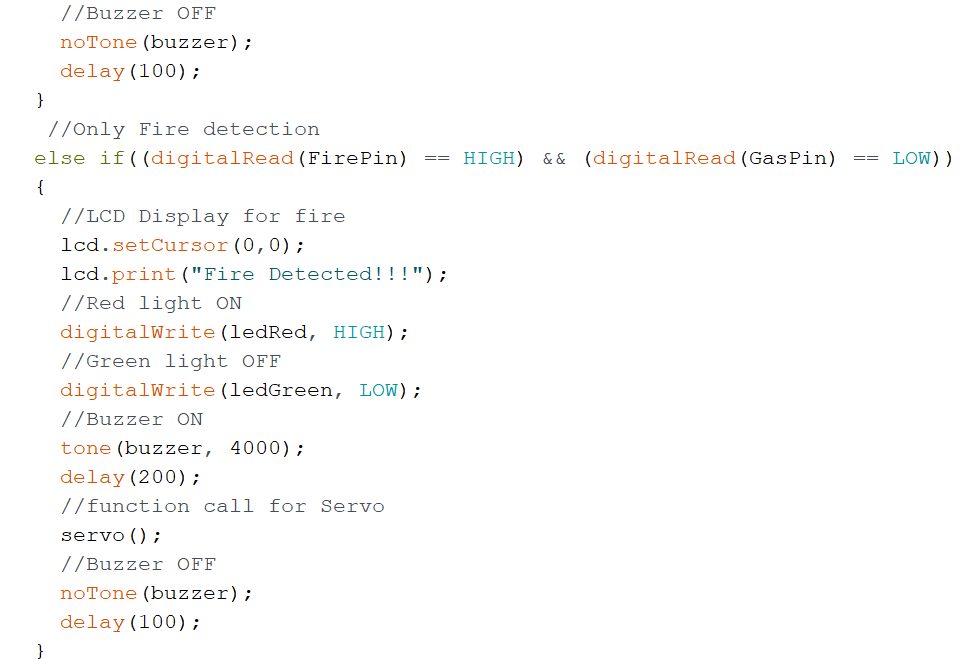 //Buzzer OFF
noTone(buzzer);
delay(100);
}
//Only Fire detection
else if((digitalRead(FirePin) == HIGH) && (digitalRead(GasPin) == LOW))
{
//LCD Display for fire
lcd.setCursor(0,0);
lcd.print("Fire Detected!!!");
//Red light ON
digitalWrite(ledRed, HIGH);
//Green light OFF
digitalWrite(ledGreen, LOW);
//Buzzer ON
tone(buzzer, 4000);
delay(200);
//function call for Servo
servo();
//Buzzer OFF
noTone(buzzer);
delay(100);
}